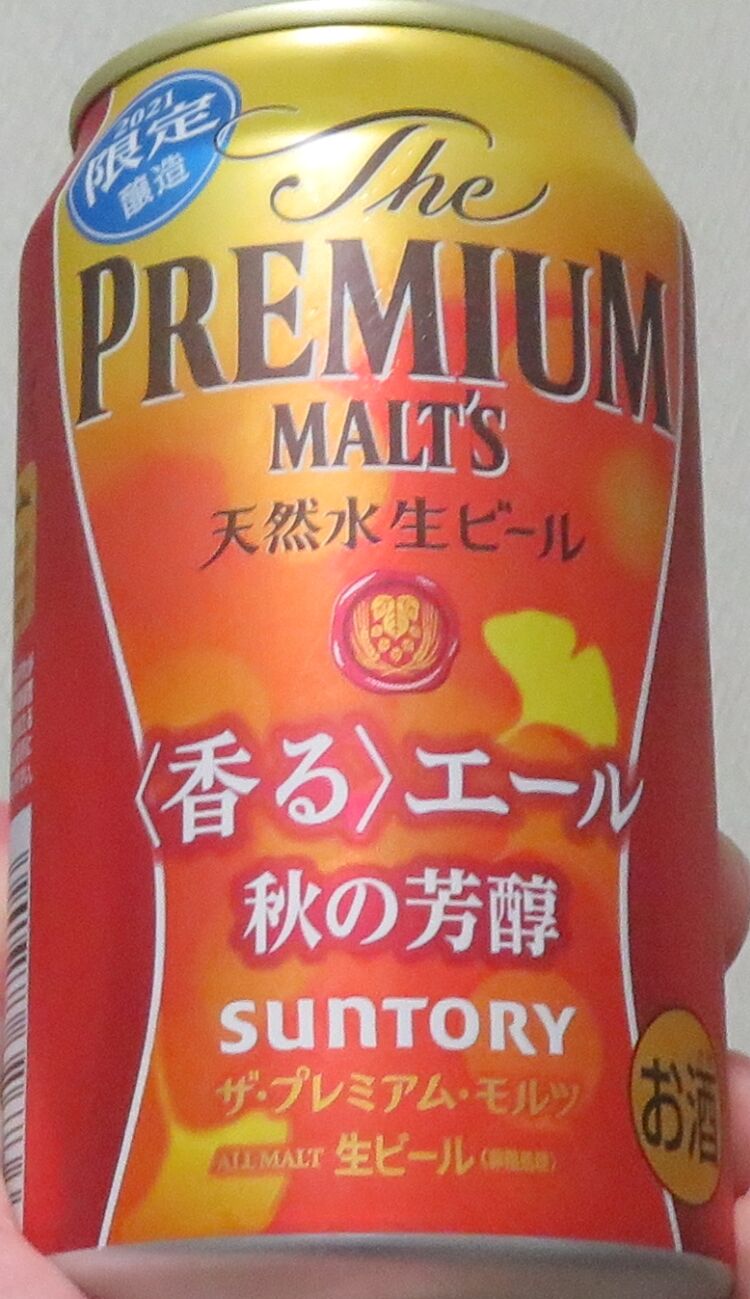 2021
限定
醸造
The
PREMIUM
MALT'S
天然水生ビール
〈香る〉エール
秋の芳醇
SUNTORY
ザ・プレミアム・モルツ
ALL MALT 生ビール
お酒